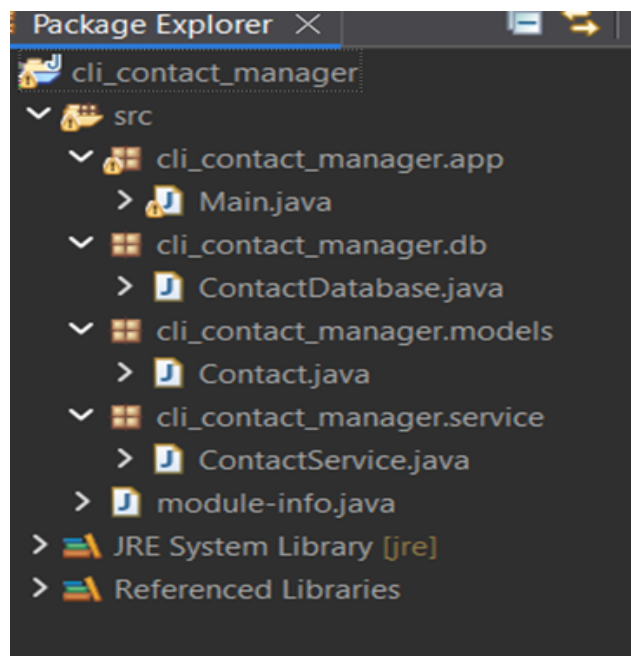 Package Explorer
cli_contact_manager
src
cli_contact_manager.app
Main.java
cli_contact_manager.db
ContactDatabase.java
cli_contact_manager.models
Contact.java
cli_contact_manager.service
ContactService.java
module-info.java
JRE System Library [jre]
Referenced Libraries